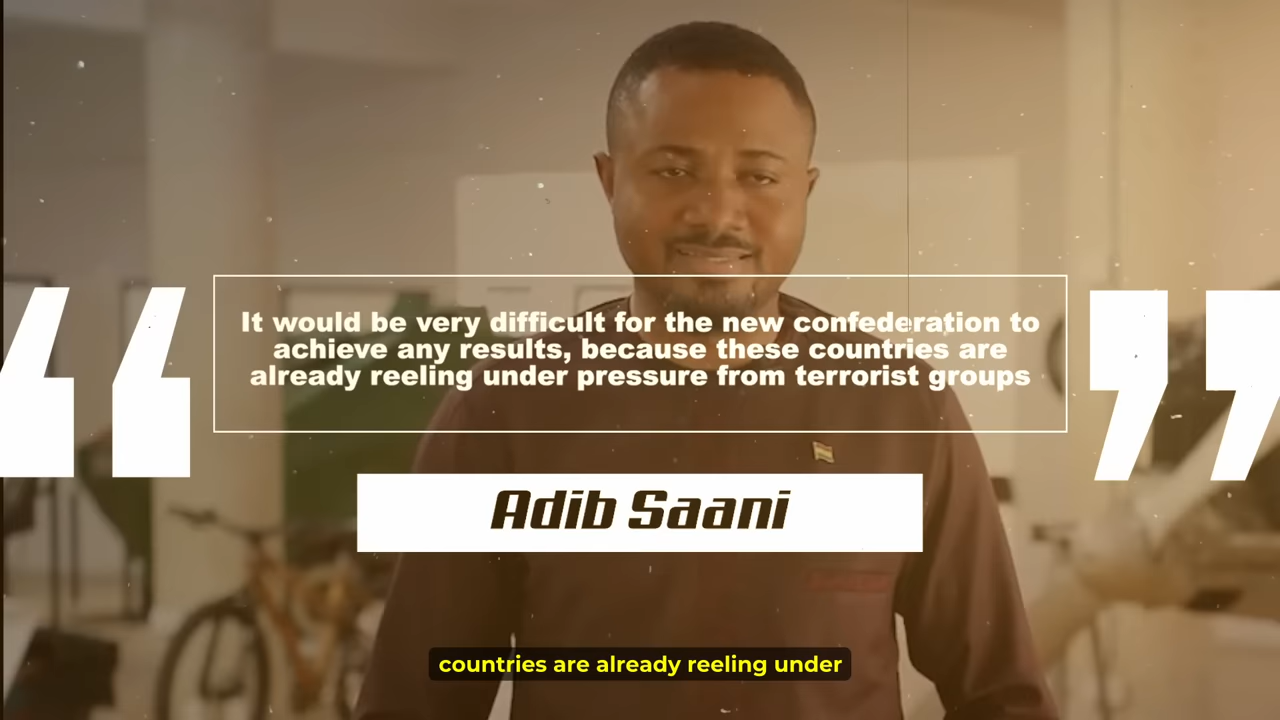 It would be very difficult for the new confederation to
achieve any results, because these countries are
already reeling under pressure from terrorist groups
Adib Saani
countries are already reeling under